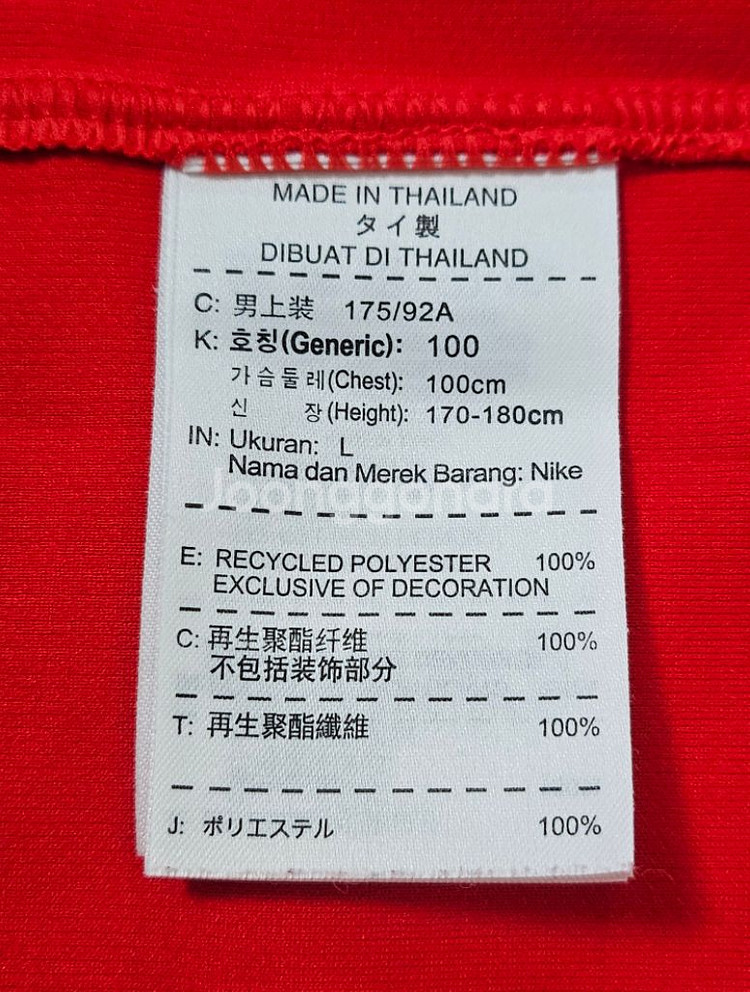 MADE IN THAILAND
タイ製
DIBUAT DI THAILAND
C: 男上装 175/92A
K: 호칭(Generic): 100
가슴둘레(Chest): 100cm
신 장(Height): 170-180cm
IN: Ukuran: L
Nama dan Merek Barang: Nike
Joonggonara
E: RECYCLED POLYESTER 100%
EXCLUSIVE OF DECORATION
C: 再生聚酯纤维 100%
不包括装饰部分
T: 再生聚酯纖維 100%
J: ポリエステル 100%